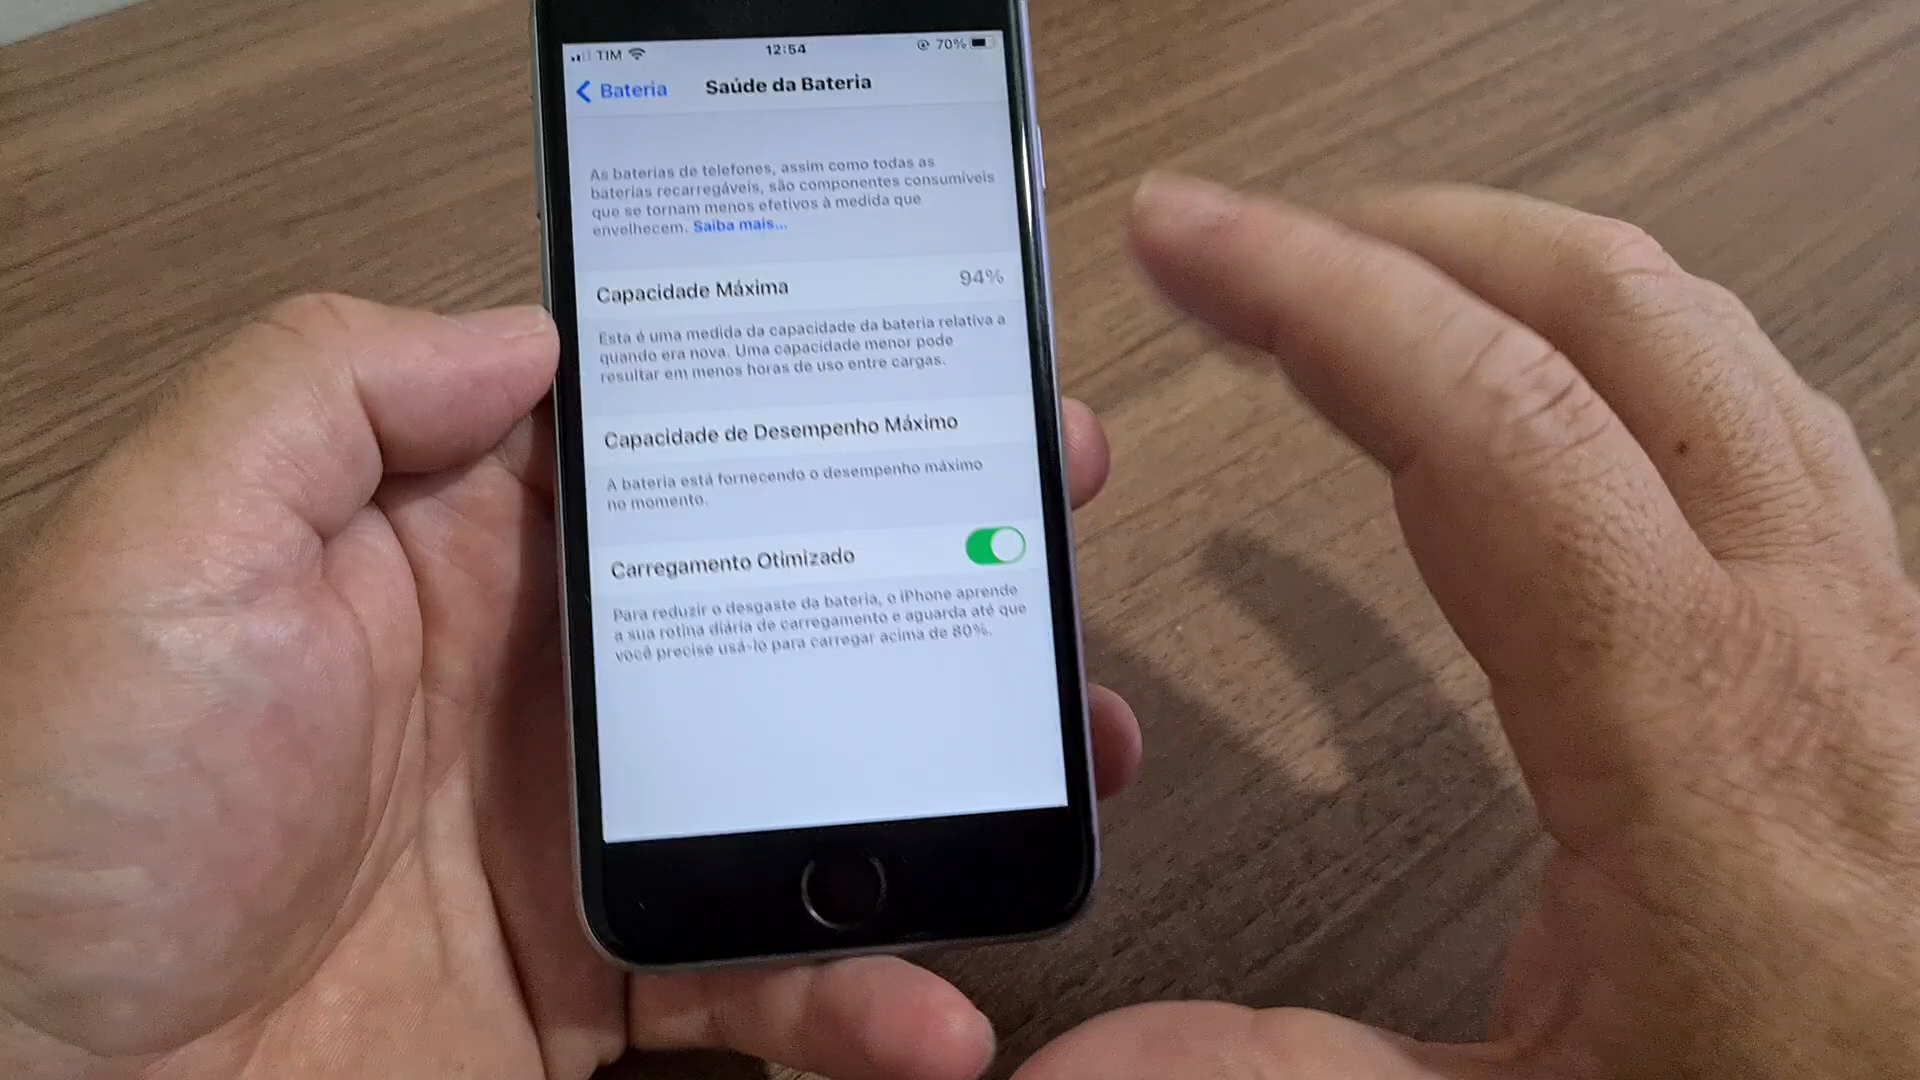 TIM 12:54 70%
Bateria Saúde da Bateria
As baterias de telefones, assim como todas as
baterias recarregáveis, são componentes consumíveis
que se tornam menos efetivos à medida que
envelhecem. Saiba mais...
Capacidade Máxima 94%
Esta é uma medida da capacidade da bateria relativa a
quando era nova. Uma capacidade menor pode
resultar em menos horas de uso entre cargas.
Capacidade de Desempenho Máximo
A bateria está fornecendo o desempenho máximo
no momento.
Carregamento Otimizado
Para reduzir o desgaste da bateria, o iPhone aprende
a sua rotina diária de carregamento e aguarda até que
você precise usá-lo para carregar acima de 80%.